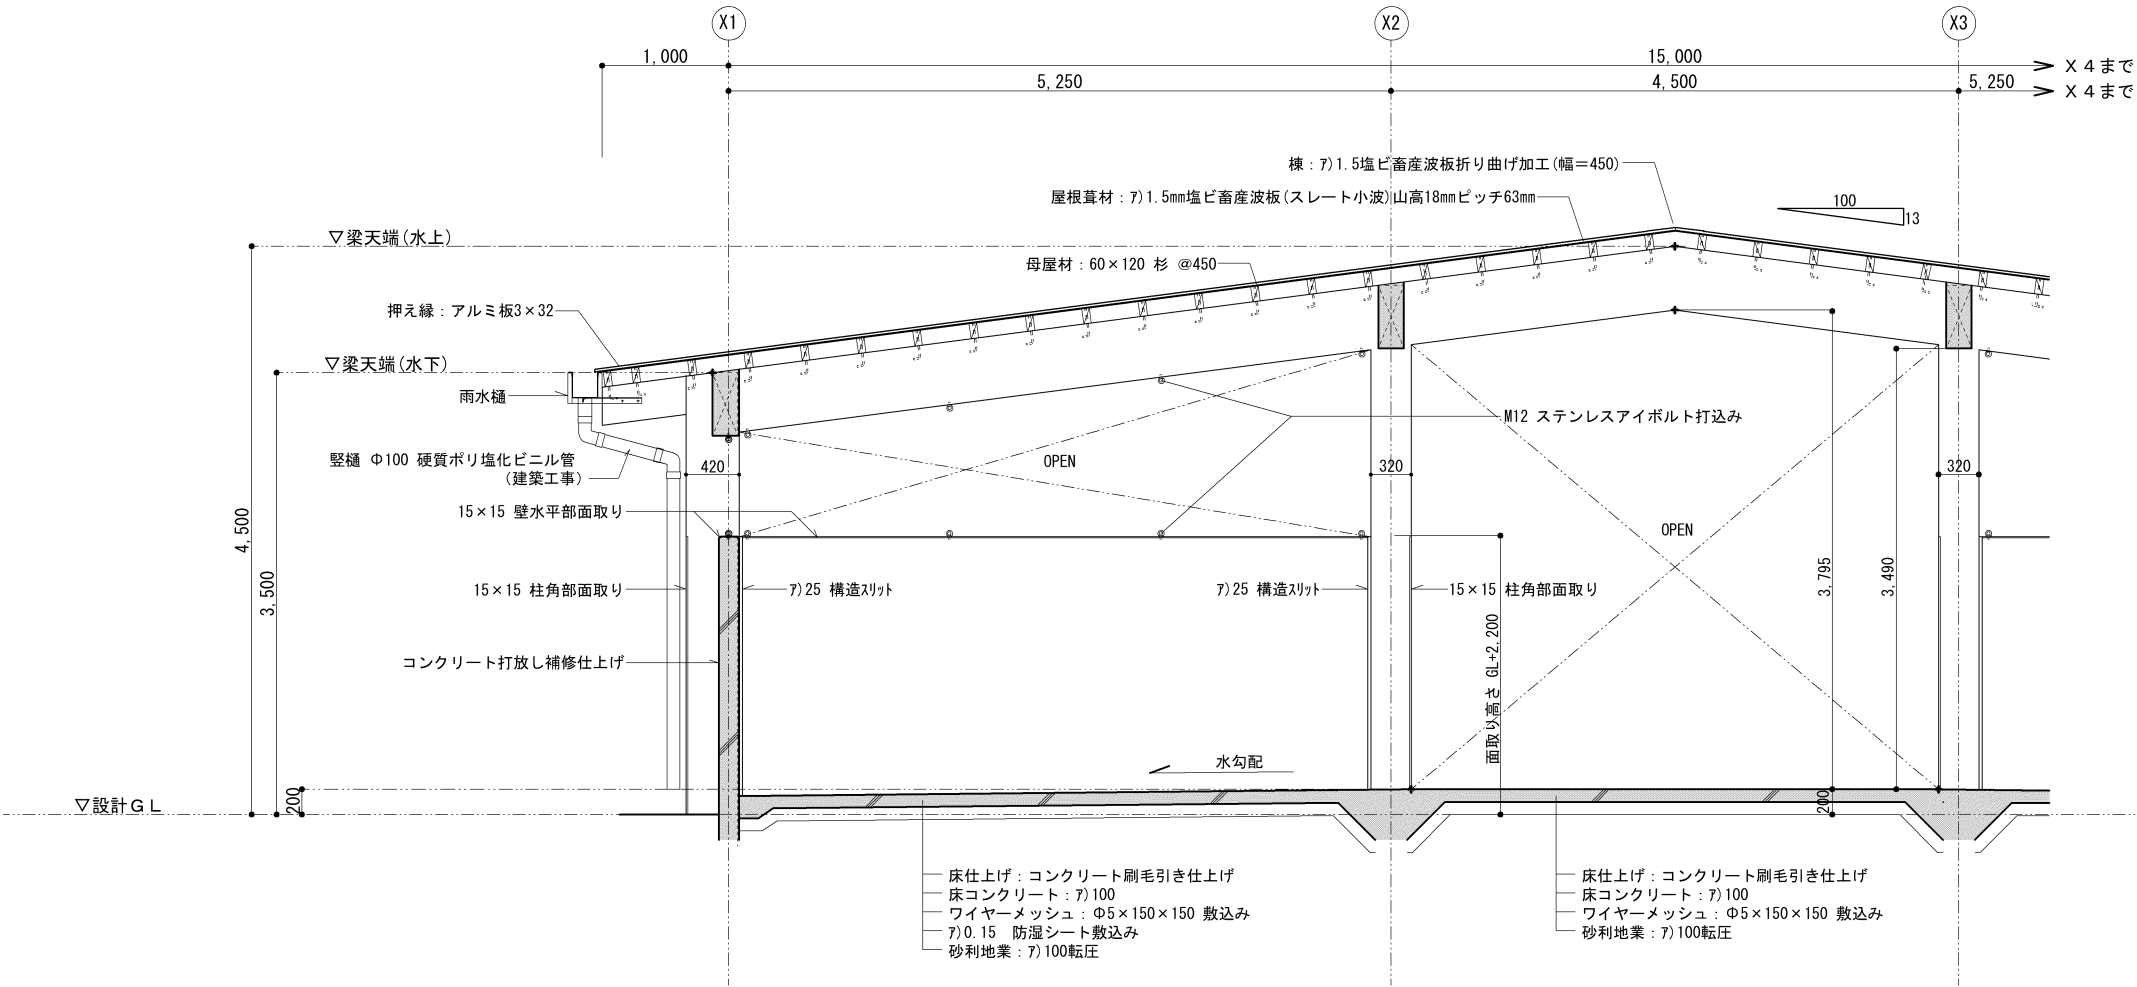 X1
X2
X3
1,000
15,000
X4まで
5,250
4,500
5,250
X4まで
棟：ｱ)1.5塩ビ畜産波板折り曲げ加工(幅＝450)
屋根葺材：ｱ)1.5mm塩ビ畜産波板(スレート小波)山高18mmピッチ63mm
100
13
▽梁天端(水上)
母屋材：60×120 杉 @450
押え縁：アルミ板3×32
▽梁天端(水下)
雨水樋
M12 ステンレスアイボルト打込み
竪樋 Φ100 硬質ポリ塩化ビニル管
(建築工事)
420
OPEN
320
320
15×15 壁水平部面取り
OPEN
4,500
3,500
15×15 柱角部面取り
ｱ)25 構造ｽﾘｯﾄ
ｱ)25 構造ｽﾘｯﾄ
15×15 柱角部面取り
3,795
3,490
面取り高さ GL+2,200
コンクリート打放し補修仕上げ
水勾配
▽設計GL
200
200
床仕上げ：コンクリート刷毛引き仕上げ
床コンクリート：ｱ)100
ワイヤーメッシュ：Φ5×150×150 敷込み
ｱ)0.15 防湿シート敷込み
砂利地業：ｱ)100転圧
床仕上げ：コンクリート刷毛引き仕上げ
床コンクリート：ｱ)100
ワイヤーメッシュ：Φ5×150×150 敷込み
砂利地業：ｱ)100転圧